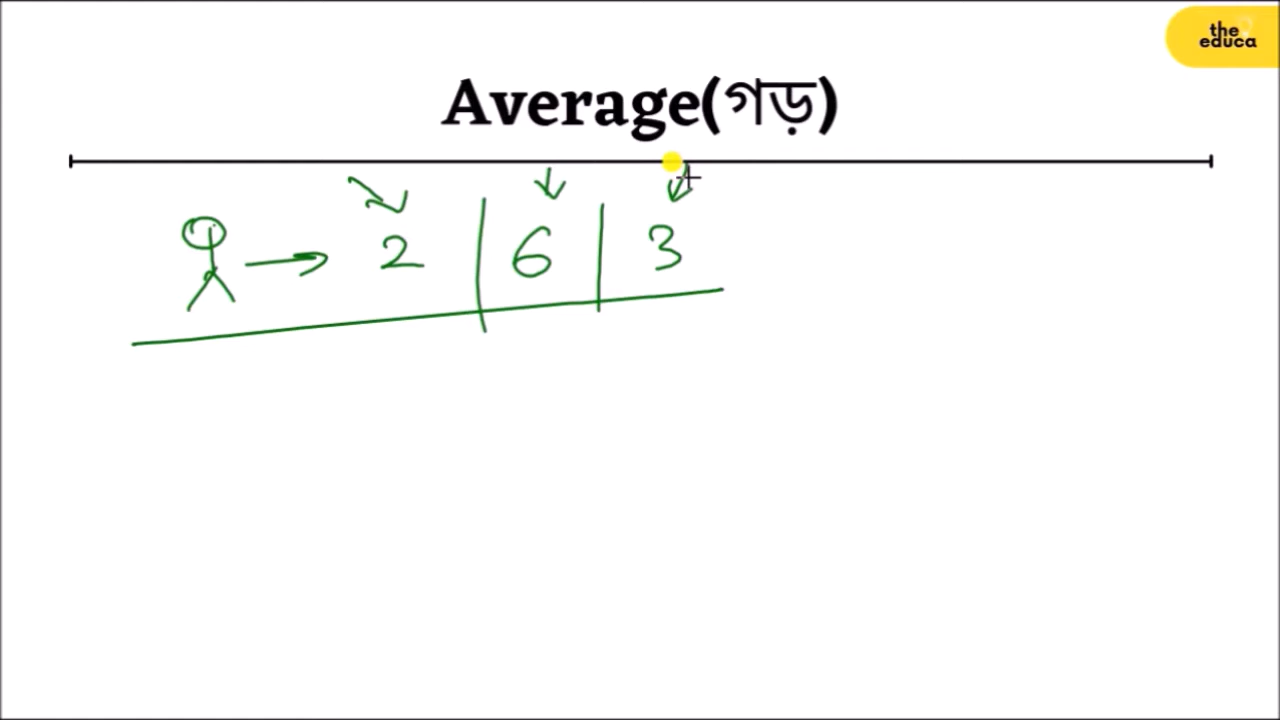 the
educa
Average(গড়)
2 | 6 | 3